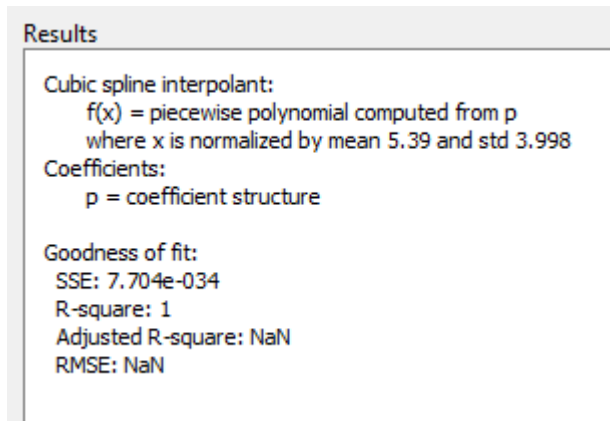 Results
Cubic spline interpolant:
f(x) = piecewise polynomial computed from p
where x is normalized by mean 5.39 and std 3.998
Coefficients:
p = coefficient structure
Goodness of fit:
SSE: 7.704e-034
R-square: 1
Adjusted R-square: NaN
RMSE: NaN